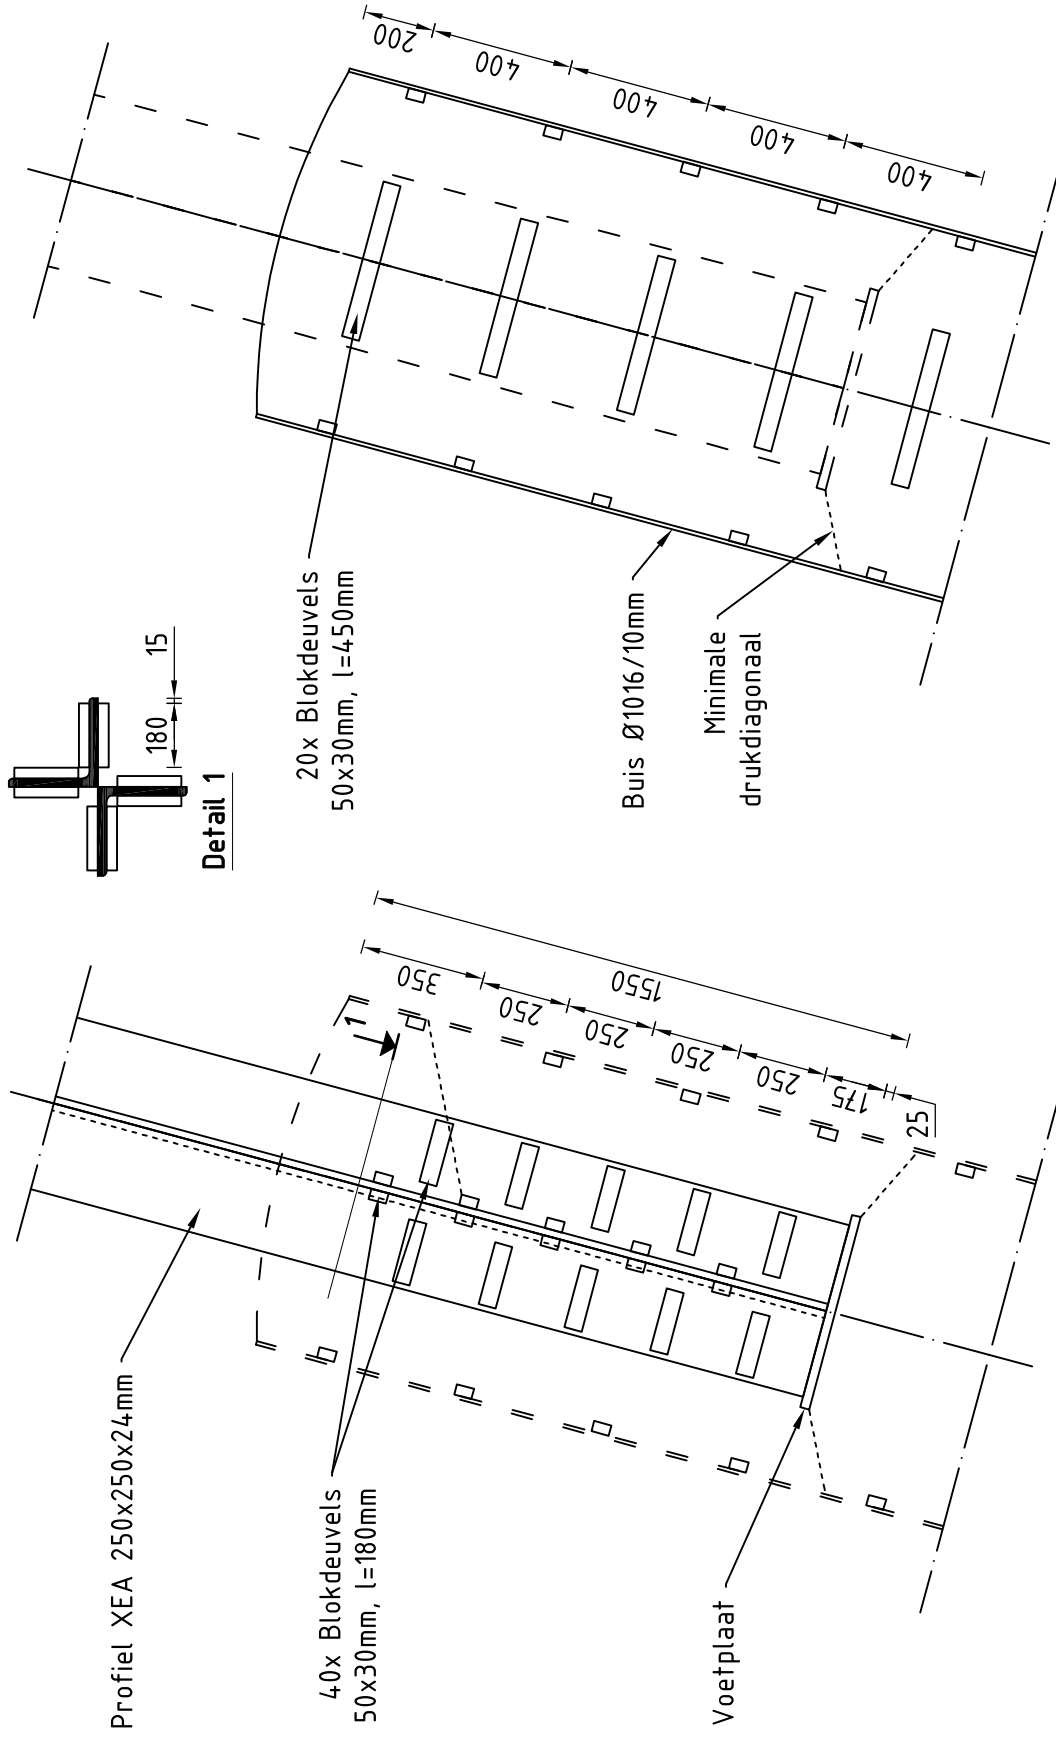 Profiel XEA 250x250x24mm
40x Blokdeuvels
50x30mm, l=180mm
Voetplaat
1
350
250
250
250
250
175
25
1550
Detail 1
180
15
20x Blokdeuvels
50x30mm, l=450mm
Buis Ø1016/10mm
Minimale
drukdiagonaal
200
400
400
400
400